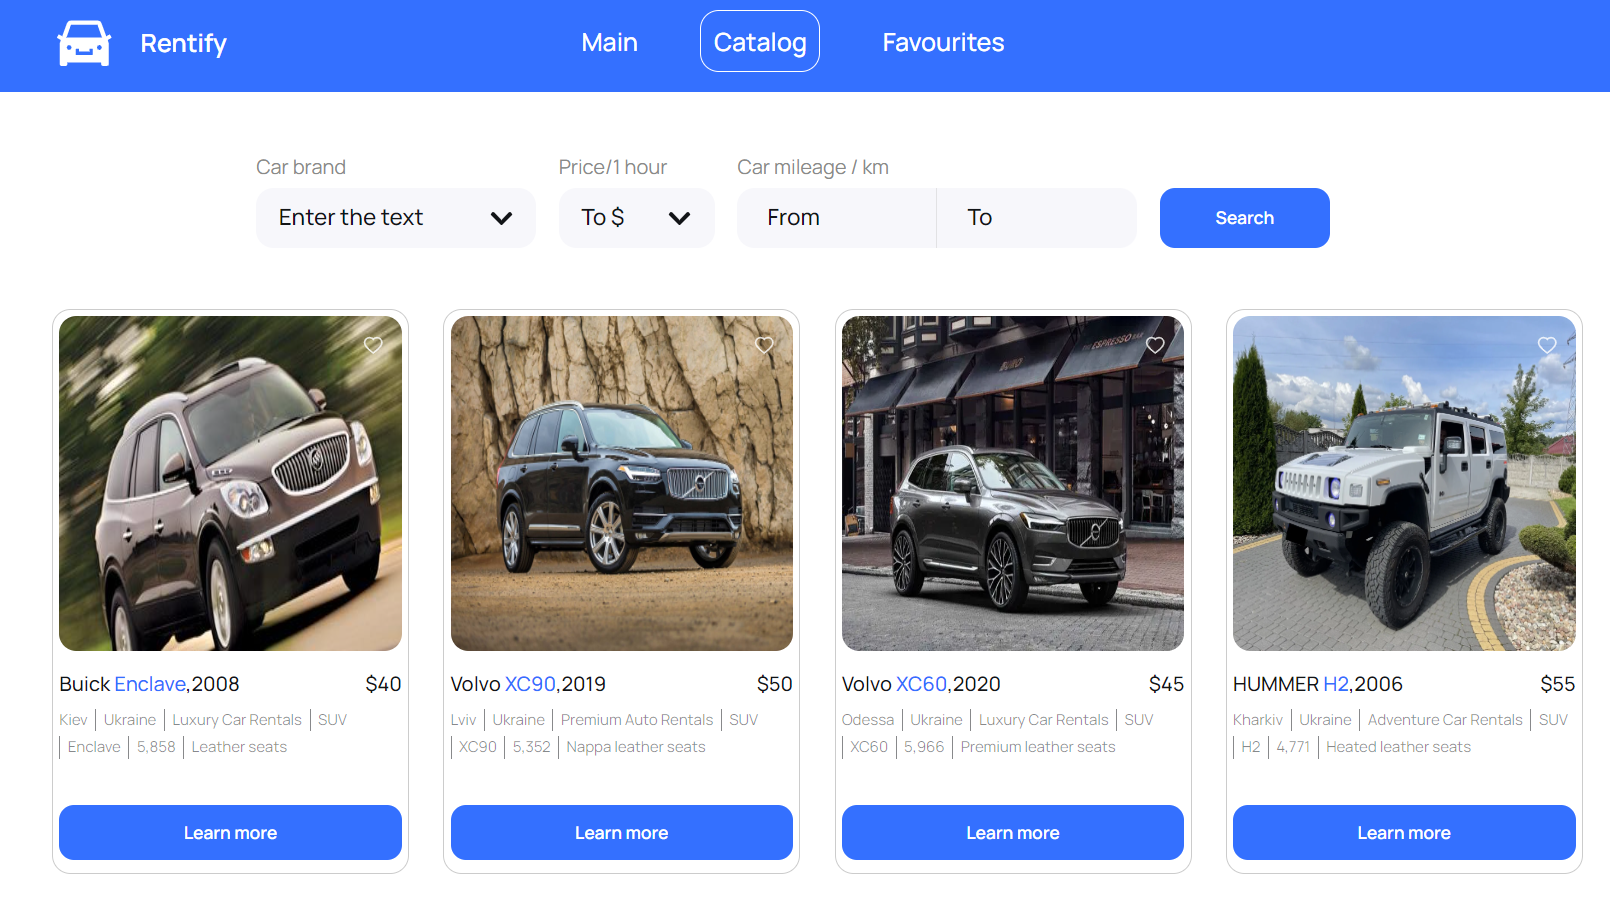 Rentify
Main
Catalog
Favourites
Car brand
Price/1 hour
Car mileage / km
Enter the text
To $
From
To
Search
ESPRESSO BAR
BURO
Buick Enclave,2008
$40
Kiev | Ukraine | Luxury Car Rentals | SUV
| Enclave | 5,858 | Leather seats
Learn more
Volvo XC90,2019
$50
Lviv | Ukraine | Premium Auto Rentals | SUV
| XC90 | 5,352 | Nappa leather seats
Learn more
Volvo XC60,2020
$45
Odessa | Ukraine | Luxury Car Rentals | SUV
| XC60 | 5,966 | Premium leather seats
Learn more
HUMMER H2,2006
$55
Kharkiv | Ukraine | Adventure Car Rentals | SUV
| H2 | 4,771 | Heated leather seats
Learn more